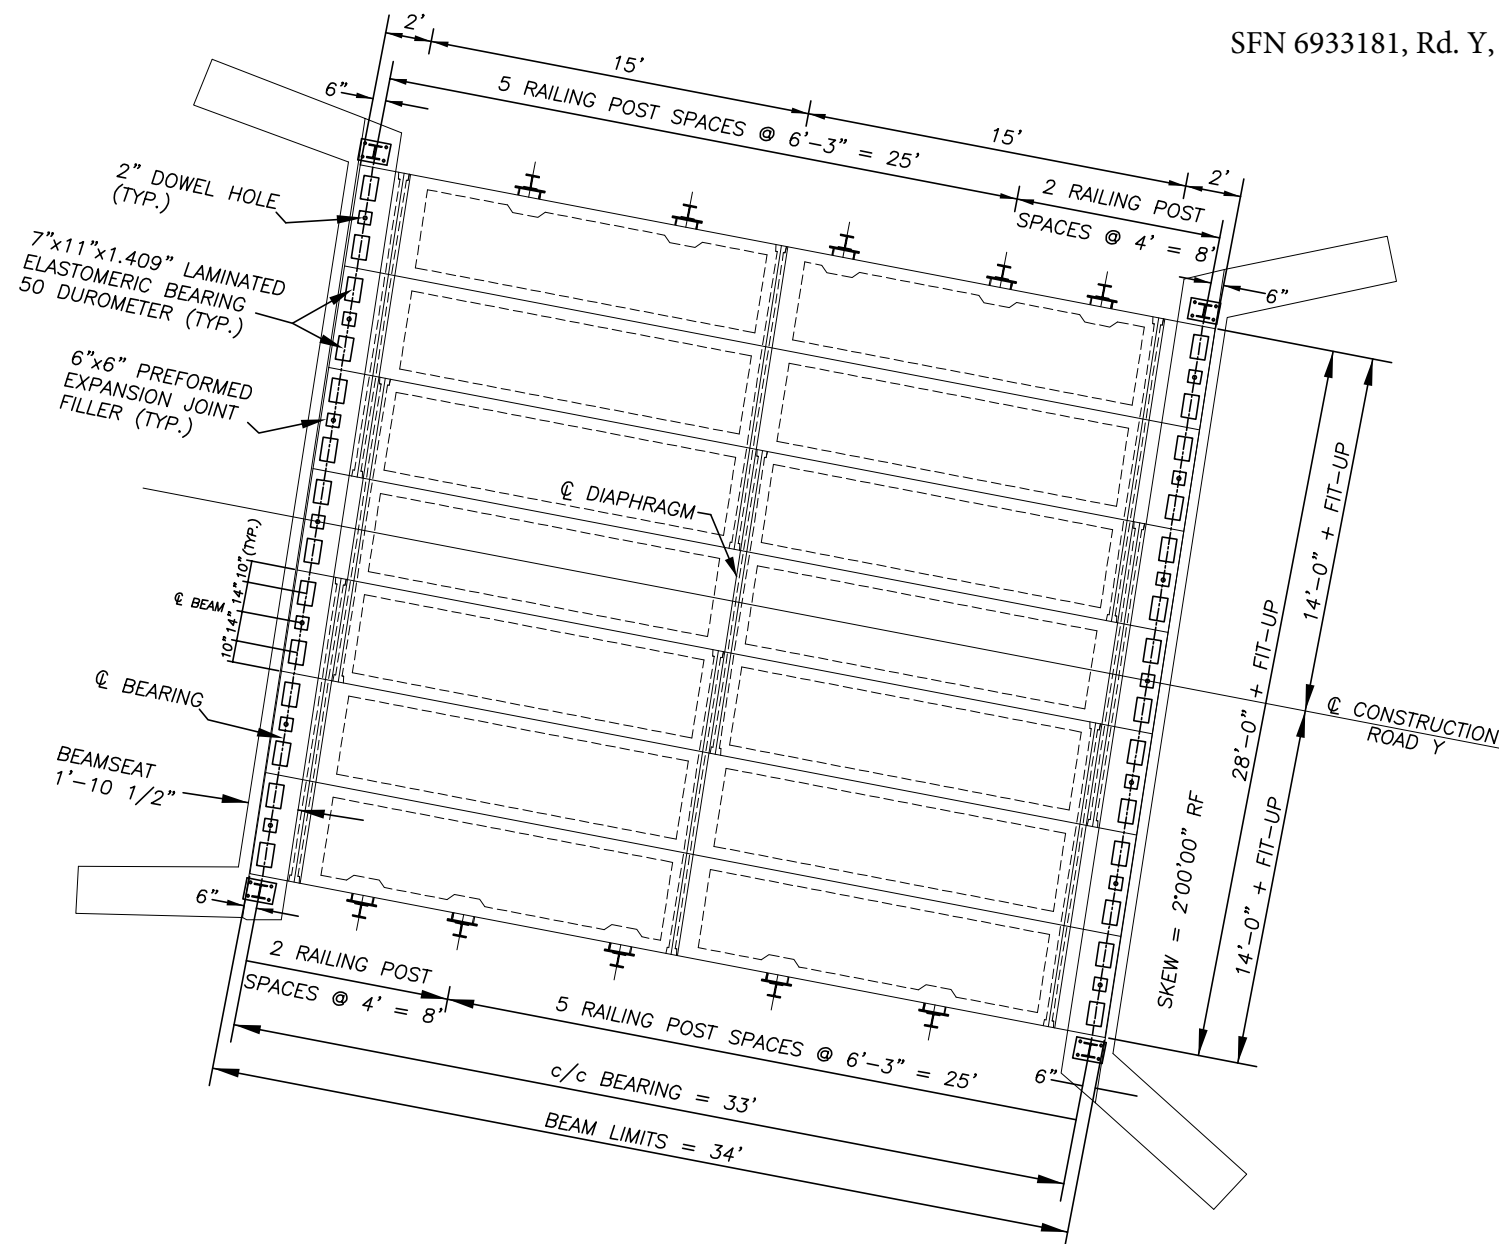 SFN 6933181, Rd. Y,
2'
15'
15'
2'
6"
5 RAILING POST SPACES @ 6'-3" = 25'
2 RAILING POST
SPACES @ 4' = 8'
6"
2" DOWEL HOLE
(TYP.)
7"x11"x1.409" LAMINATED
ELASTOMERIC BEARING
50 DUROMETER (TYP.)
6"x6" PREFORMED
EXPANSION JOINT
FILLER (TYP.)
℄ DIAPHRAGM
10" 14" 14" 10" (TYP.)
℄ BEAM
℄ BEARING
BEAMSEAT
1'-10 1/2"
14'-0" + FIT-UP
28'-0" + FIT-UP
14'-0" + FIT-UP
℄ CONSTRUCTION
ROAD Y
SKEW = 2°00'00" RF
6"
2 RAILING POST
SPACES @ 4' = 8'
5 RAILING POST SPACES @ 6'-3" = 25'
6"
c/c BEARING = 33'
BEAM LIMITS = 34'